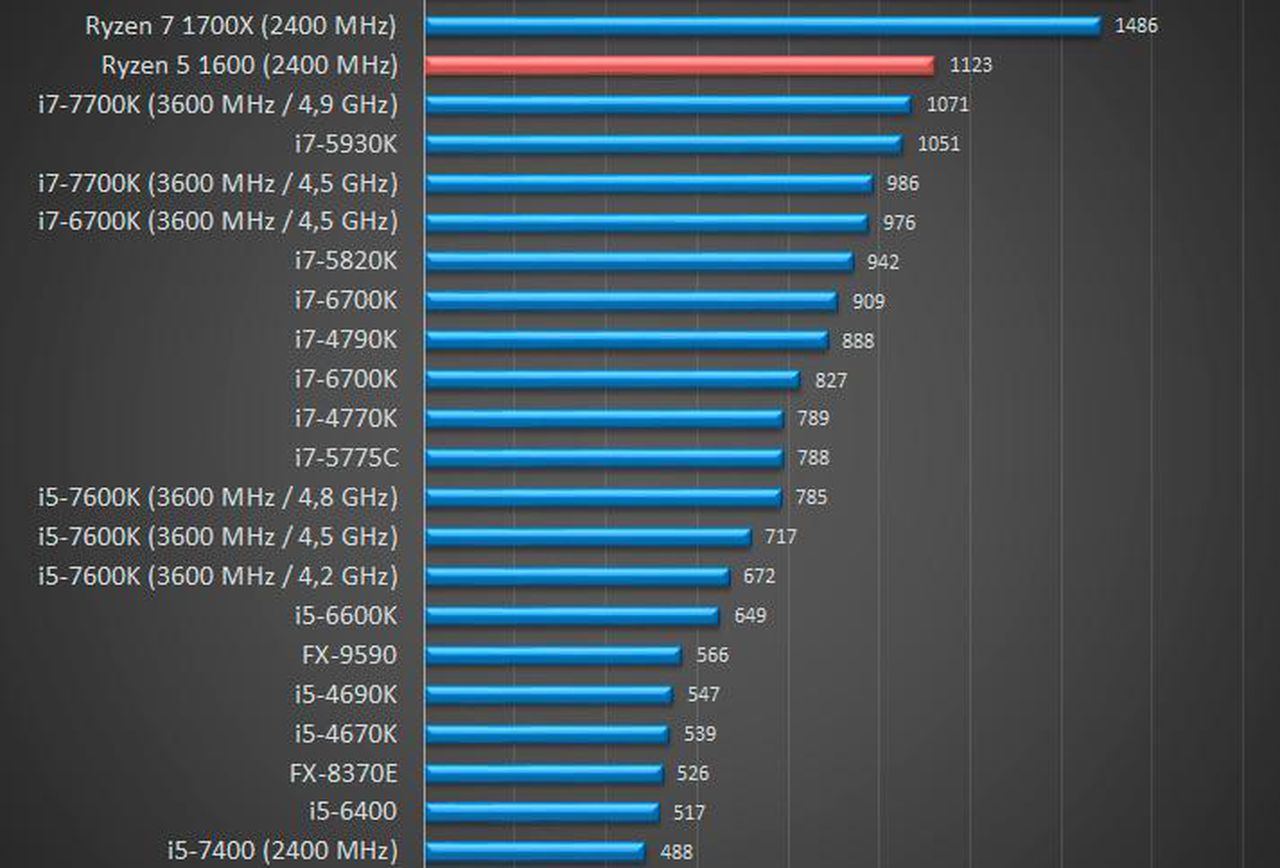 Ryzen 7 1700X (2400 MHz) 1486
Ryzen 5 1600 (2400 MHz) 1123
i7-7700K (3600 MHz / 4,9 GHz) 1071
i7-5930K 1051
i7-7700K (3600 MHz / 4,5 GHz) 986
i7-6700K (3600 MHz / 4,5 GHz) 976
i7-5820K 942
i7-6700K 909
i7-4790K 888
i7-6700K 827
i7-4770K 789
i7-5775C 788
i5-7600K (3600 MHz / 4,8 GHz) 785
i5-7600K (3600 MHz / 4,5 GHz) 717
i5-7600K (3600 MHz / 4,2 GHz) 672
i5-6600K 649
FX-9590 566
i5-4690K 547
i5-4670K 539
FX-8370E 526
i5-6400 517
i5-7400 (2400 MHz) 488